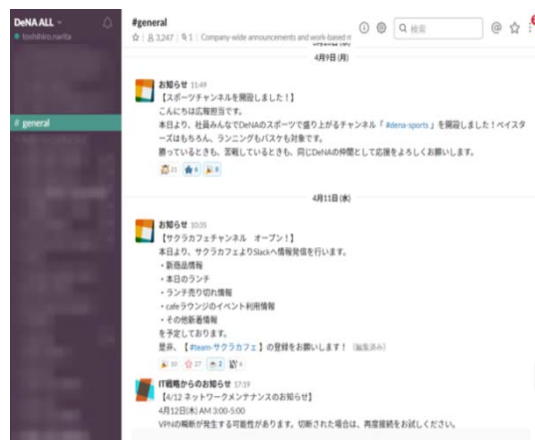 DeNA ALL
toshihiro.narita
# general
#general
3,247 | 1 | Company-wide announcements and work-based m
検索
4月9日 (月)
お知らせ 11:49
【スポーツチャンネルを開設しました！】
こんにちは広報担当です。
本日より、社員みんなでDeNAのスポーツで盛り上がるチャンネル「 #dena-sports 」を開設しました！ベイスタ
ーズはもちろん、ランニングもバスケも対象です。
勝っているときも、苦戦しているときも、同じDeNAの仲間として応援をよろしくお願いします。
21 6 8
4月11日 (水)
お知らせ 10:35
【サクラカフェチャンネル　オープン！】
本日より、サクラカフェよりSlackへ情報発信を行います。
・新商品情報
・本日のランチ
・ランチ売り切れ情報
・cafeラウンジのイベント利用情報
・その他新着情報
を予定しております。
是非、【 #team-サクラカフェ 】の登録をお願いします！ (編集済み)
10 27 2 6
IT戦略からのお知らせ 17:19
【4/12 ネットワークメンテナンスのお知らせ】
4月12日(木) AM 3:00-5:00
VPNの瞬断が発生する可能性があります。切断された場合は、再度接続をお試しください。